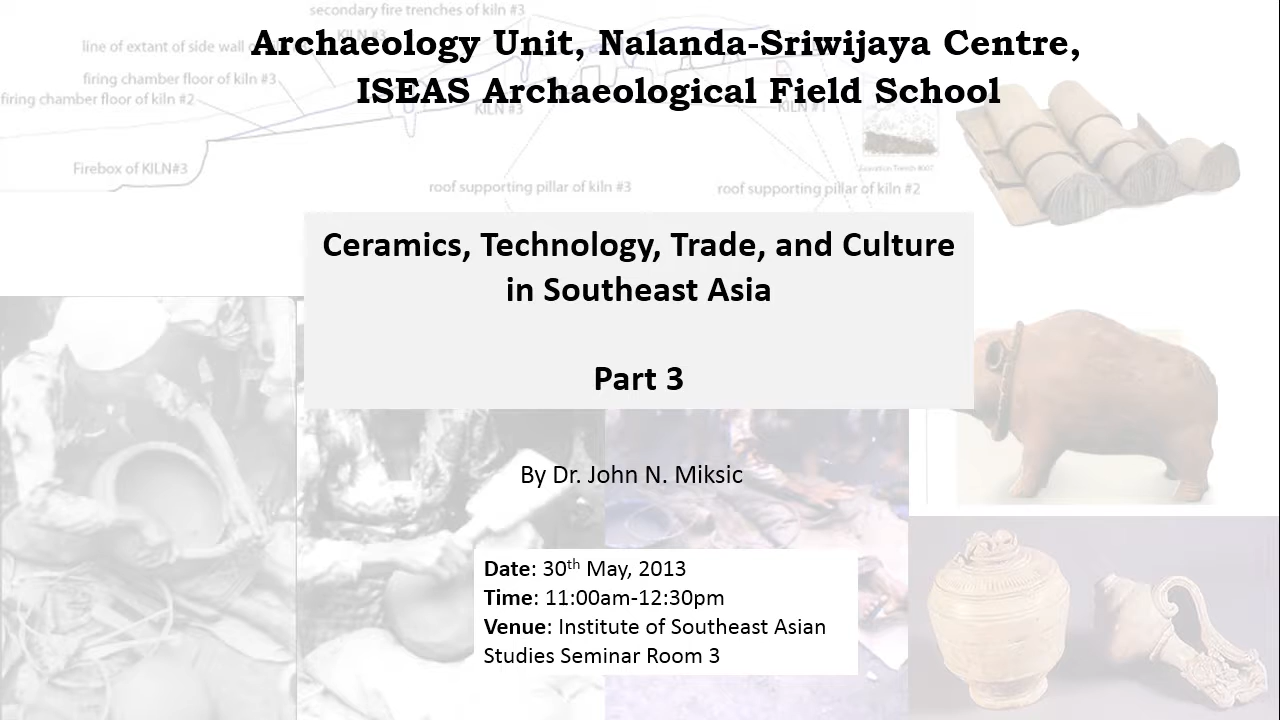 secondary fire trenches of kiln #3
Archaeology Unit, Nalanda-Sriwijaya Centre,
line of extent of side wall
firing chamber floor of kiln #3
ISEAS Archaeological Field School
firing chamber floor of kiln #2
KILN #3
KILN #1
Firebox of KILN#3
roof supporting pillar of kiln #3
roof supporting pillar of kiln #2
Ceramics, Technology, Trade, and Culture
in Southeast Asia
Part 3
By Dr. John N. Miksic
Date: 30th May, 2013
Time: 11:00am-12:30pm
Venue: Institute of Southeast Asian
Studies Seminar Room 3